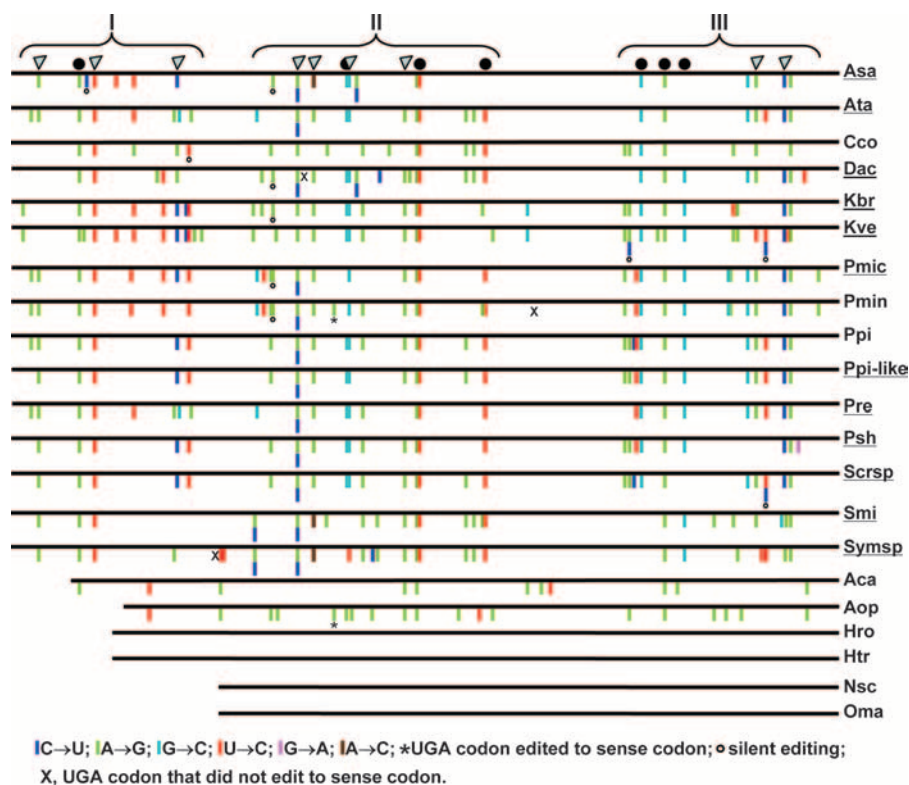 I II III
Asa
Ata
Cco
Dac
X
Kbr
Kve
Pmic
Pmin
* X
Ppi
Ppi-like
Pre
Psh
Scrsp
Smi
Symsp
X
Aca
Aop
*
Hro
Htr
Nsc
Oma
C→U; A→G; G→C; U→C; G→A; A→C; *UGA codon edited to sense codon; silent editing;
X, UGA codon that did not edit to sense codon.